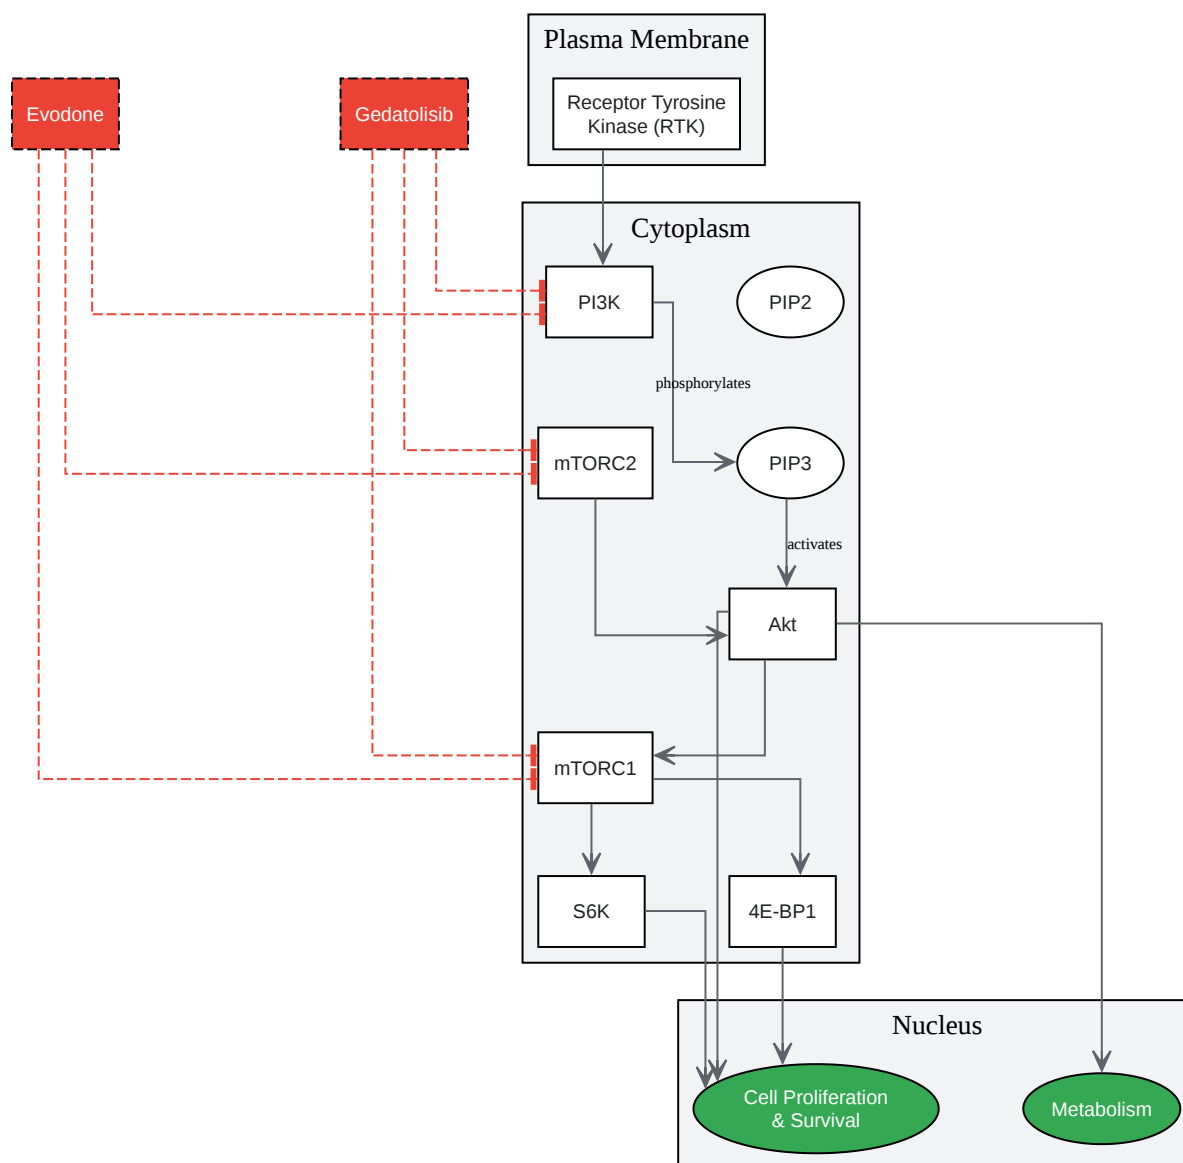 Plasma Membrane
Evodone
Gedatolisib
Receptor Tyrosine
Kinase (RTK)
Cytoplasm
PI3K
PIP2
phosphorylates
mTORC2
PIP3
activates
Akt
mTORC1
S6K
4E-BP1
Nucleus
Cell Proliferation
& Survival
Metabolism